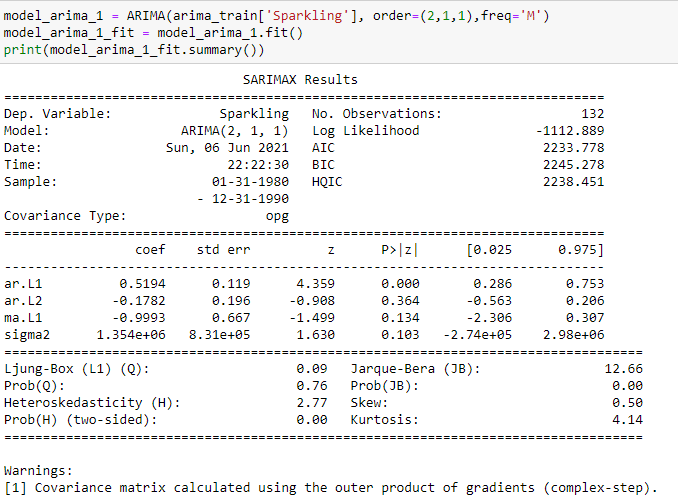 model_arima_1 = ARIMA(arima_train['Sparkling'], order=(2,1,1),freq='M')
model_arima_1_fit = model_arima_1.fit()
print(model_arima_1_fit.summary())
SARIMAX Results
==============================================================================
Dep. Variable: Sparkling No. Observations: 132
Model: ARIMA(2, 1, 1) Log Likelihood -1112.889
Date: Sun, 06 Jun 2021 AIC 2233.778
Time: 22:22:30 BIC 2245.278
Sample: 01-31-1980 HQIC 2238.451
- 12-31-1990
Covariance Type: opg
==============================================================================
coef std err z P>|z| [0.025 0.975]
------------------------------------------------------------------------------
ar.L1 0.5194 0.119 4.359 0.000 0.286 0.753
ar.L2 -0.1782 0.196 -0.908 0.364 -0.563 0.206
ma.L1 -0.9993 0.667 -1.499 0.134 -2.306 0.307
sigma2 1.354e+06 8.31e+05 1.630 0.103 -2.74e+05 2.98e+06
===================================================================================
Ljung-Box (L1) (Q): 0.09 Jarque-Bera (JB): 12.66
Prob(Q): 0.76 Prob(JB): 0.00
Heteroskedasticity (H): 2.77 Skew: 0.50
Prob(H) (two-sided): 0.00 Kurtosis: 4.14
===================================================================================
Warnings:
[1] Covariance matrix calculated using the outer product of gradients (complex-step).